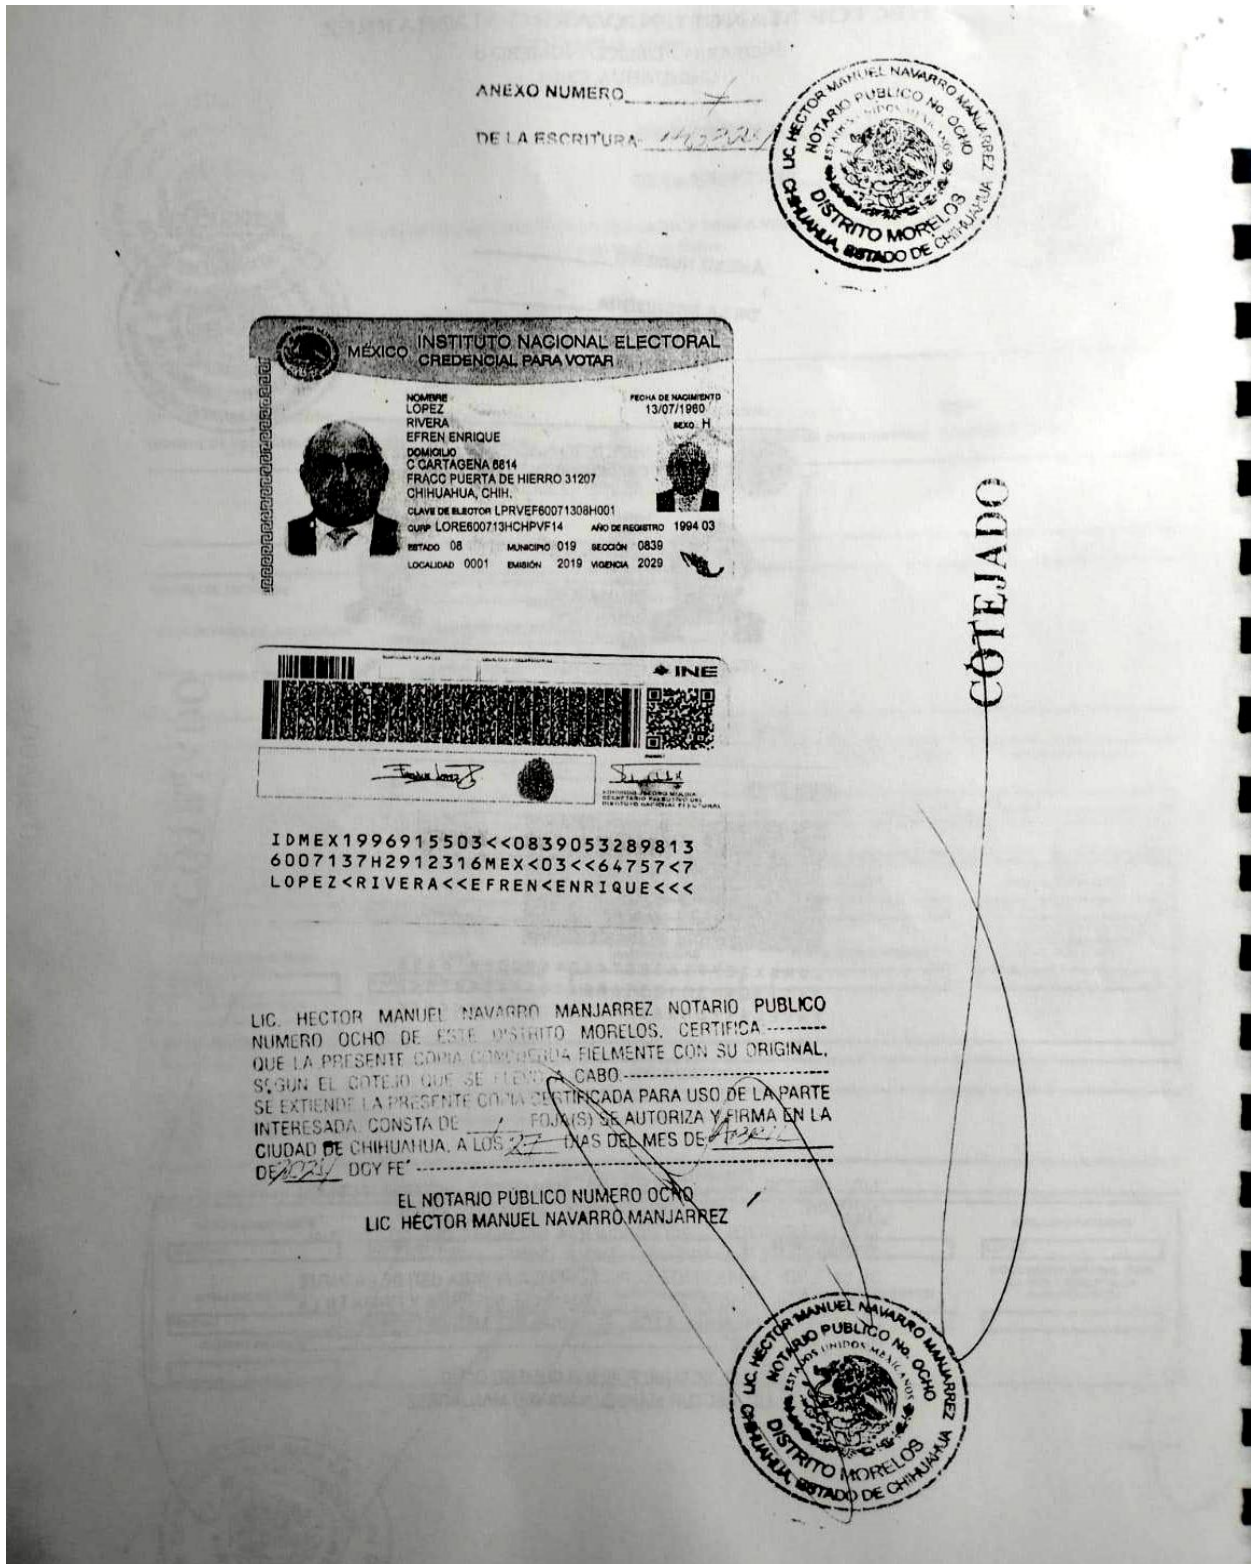 ANEXO NUMERO
DE LA ESCRITURA
LIC. HECTOR MANUEL NAVARRO MANJARREZ
NOTARIO PUBLICO No. OCHO
ESTADOS UNIDOS MEXICANOS
DISTRITO MORELOS
CHIHUAHUA, ESTADO DE CHIHUAHUA
MÉXICO INSTITUTO NACIONAL ELECTORAL
CREDENCIAL PARA VOTAR
NOMBRE
LOPEZ
RIVERA
EFREN ENRIQUE
FECHA DE NACIMIENTO
13/07/1960
SEXO H
DOMICILIO
C CARTAGENA 6614
FRACC PUERTA DE HIERRO 31207
CHIHUAHUA, CHIH.
CLAVE DE ELECTOR LPRVEF60071308H001
CURP LORE600713HCHPVF14 AÑO DE REGISTRO 1994 03
ESTADO 08 MUNICIPIO 019 SECCIÓN 0839
LOCALIDAD 0001 EMISIÓN 2019 VIGENCIA 2029
COTEJADO
INE
IDMEX1996915503<<0839053289813
6007137H2912316MEX<03<<64757<7
LOPEZ<RIVERA<<EFREN<ENRIQUE<<<
LIC. HECTOR MANUEL NAVARRO MANJARREZ NOTARIO PUBLICO
NUMERO OCHO DE ESTE DISTRITO MORELOS, CERTIFICA --------
QUE LA PRESENTE COPIA CONCUERDA FIELMENTE CON SU ORIGINAL,
SEGUN EL COTEJO QUE SE LLEVO A CABO.------------------------
SE EXTIENDE LA PRESENTE COPIA CERTIFICADA PARA USO DE LA PARTE
INTERESADA. CONSTA DE 1 FOJA(S) SE AUTORIZA Y FIRMA EN LA
CIUDAD DE CHIHUAHUA, A LOS 27 DIAS DEL MES DE ABRIL
DE DOY FE ------------------------------------------------
EL NOTARIO PÚBLICO NUMERO OCHO
LIC HÉCTOR MANUEL NAVARRO MANJARREZ
LIC. HECTOR MANUEL NAVARRO MANJARREZ
NOTARIO PUBLICO No. OCHO
ESTADOS UNIDOS MEXICANOS
DISTRITO MORELOS
CHIHUAHUA, ESTADO DE CHIHUAHUA